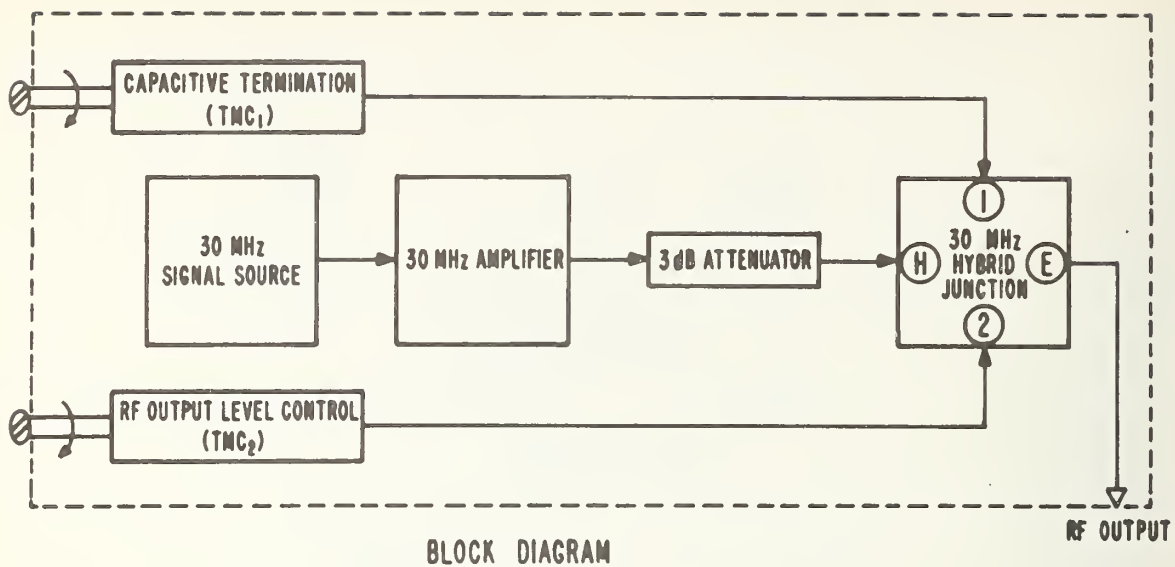 CAPACITIVE TERMINATION
(TMC₁)
30 MHz
SIGNAL SOURCE
30 MHz AMPLIFIER
3dB ATTENUATOR
1
H
30 MHz
HYBRID
JUNCTION
E
2
RF OUTPUT LEVEL CONTROL
(TMC₂)
RF OUTPUT
BLOCK DIAGRAM